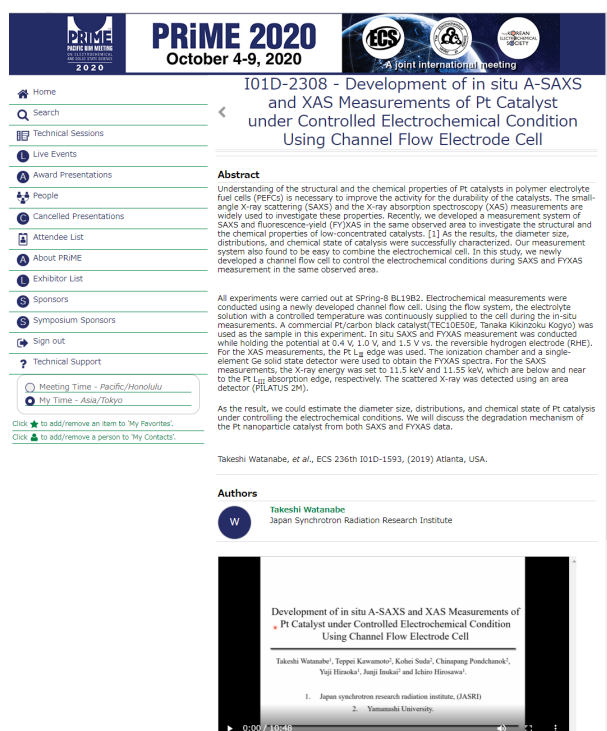 PRiME
PACIFIC RIM MEETING
ON ELECTROCHEMICAL
AND SOLID STATE SCIENCE
2020
PRiME 2020
October 4-9, 2020
ECS
THE KOREAN
ELECTROCHEMICAL
SOCIETY
A joint international meeting
Home
Search
Technical Sessions
L Live Events
A Award Presentations
People
C Cancelled Presentations
Attendee List
A About PRiME
L Exhibitor List
S Sponsors
S Symposium Sponsors
Sign out
? Technical Support
Meeting Time - Pacific/Honolulu
My Time - Asia/Tokyo
Click ★ to add/remove an item to 'My Favorites'.
Click to add/remove a person to 'My Contacts'.
I01D-2308 - Development of in situ A-SAXS
and XAS Measurements of Pt Catalyst
under Controlled Electrochemical Condition
Using Channel Flow Electrode Cell
Abstract
Understanding of the structural and the chemical properties of Pt catalysts in polymer electrolyte
fuel cells (PEFCs) is necessary to improve the activity for the durability of the catalysts. The small-
angle X-ray scattering (SAXS) and the X-ray absorption spectroscopy (XAS) measurements are
widely used to investigate these properties. Recently, we developed a measurement system of
SAXS and fluorescence-yield (FY)XAS in the same observed area to investigate the structural and
the chemical properties of low-concentrated catalysts. [1] As the results, the diameter size,
distributions, and chemical state of catalysis were successfully characterized. Our measurement
system also found to be easy to combine the electrochemical cell. In this study, we newly
developed a channel flow cell to control the electrochemical conditions during SAXS and FYXAS
measurement in the same observed area.
All experiments were carried out at SPring-8 BL19B2. Electrochemical measurements were
conducted using a newly developed channel flow cell. Using the flow system, the electrolyte
solution with a controlled temperature was continuously supplied to the cell during the in-situ
measurements. A commercial Pt/carbon black catalyst(TEC10E50E, Tanaka Kikinzoku Kogyo) was
used as the sample in this experiment. In situ SAXS and FYXAS measurement was conducted
while holding the potential at 0.4 V, 1.0 V, and 1.5 V vs. the reversible hydrogen electrode (RHE).
For the XAS measurements, the Pt L III edge was used. The ionization chamber and a single-
element Ge solid state detector were used to obtain the FYXAS spectra. For the SAXS
measurements, the X-ray energy was set to 11.5 keV and 11.55 keV, which are below and near
to the Pt LIII absorption edge, respectively. The scattered X-ray was detected using an area
detector (PILATUS 2M).
As the result, we could estimate the diameter size, distributions, and chemical state of Pt catalysis
under controlling the electrochemical conditions. We will discuss the degradation mechanism of
the Pt nanoparticle catalyst from both SAXS and FYXAS data.
Takeshi Watanabe, et al., ECS 236th I01D-1593, (2019) Atlanta, USA.
Authors
W
Takeshi Watanabe
Japan Synchrotron Radiation Research Institute
Development of in situ A-SAXS and XAS Measurements of
Pt Catalyst under Controlled Electrochemical Condition
Using Channel Flow Electrode Cell
Takeshi Watanabe¹, Teppei Kawamoto², Kohei Suda², Chinapang Pondchanok²,
Yuji Hiraoka¹, Junji Inukai² and Ichiro Hirosawa¹.
1. Japan synchrotron research radiation institute, (JASRI)
2. Yamanashi University.
0:00 / 10:48